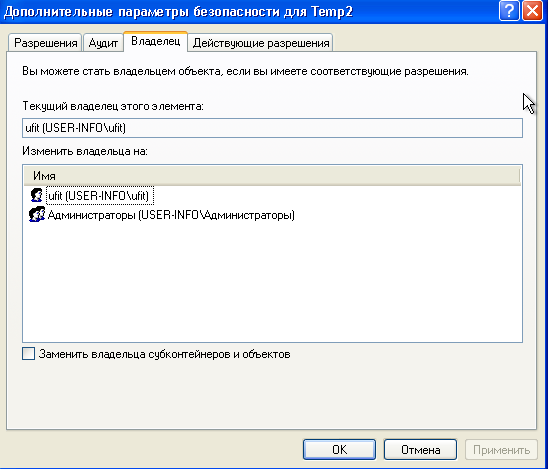 Дополнительные параметры безопасности для Temp2
Разрешения Аудит Владелец Действующие разрешения
Вы можете стать владельцем объекта, если вы имеете соответствующие разрешения.
Текущий владелец этого элемента:
ufit (USER-INFO\ufit)
Изменить владельца на:
Имя
ufit (USER-INFO\ufit)
Администраторы (USER-INFO\Администраторы)
Заменить владельца субконтейнеров и объектов
OK Отмена Применить